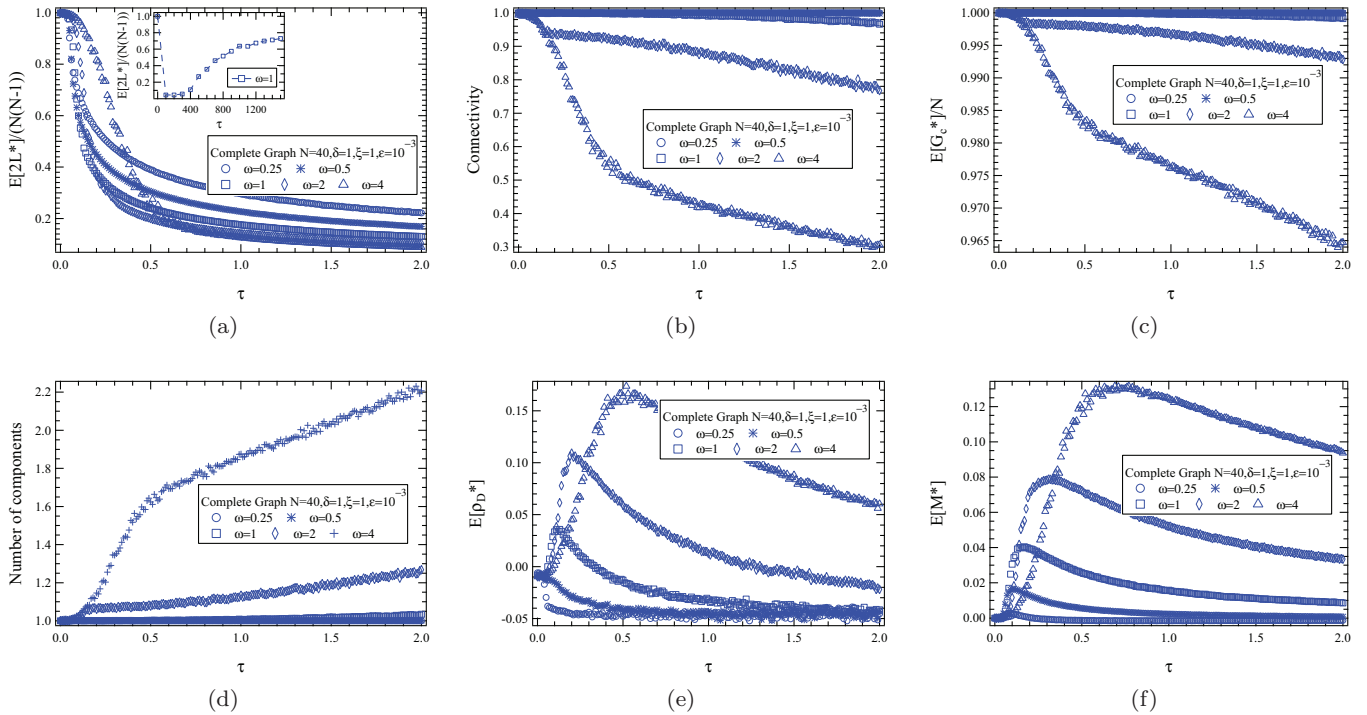 1.0
0.8
0.6
0.4
0.2
E[2L*]/(N(N-1))
0.0 0.5 1.0 1.5 2.0
τ
1.0
0.8
0.6
0.4
0.2
E[2L*]/(N(N-1))
0 400 800 1200
τ
ω=1
Complete Graph N=40,δ=1,ξ=1,ε=10⁻³
ω=0.25 ω=0.5
ω=1 ω=2 ω=4
(a)
1.0
0.9
0.8
0.7
0.6
0.5
0.4
0.3
Connectivity
Complete Graph N=40,δ=1,ξ=1,ε=10⁻³
ω=0.25 ω=0.5
ω=1 ω=2 ω=4
0.0 0.5 1.0 1.5 2.0
τ
(b)
1.000
0.995
0.990
0.985
0.980
0.975
0.970
0.965
E[G_c*]/N
Complete Graph N=40,δ=1,ξ=1,ε=10⁻³
ω=0.25 ω=0.5
ω=1 ω=2 ω=4
0.0 0.5 1.0 1.5 2.0
τ
(c)
2.2
2.0
1.8
1.6
1.4
1.2
1.0
Number of components
Complete Graph N=40,δ=1,ξ=1,ε=10⁻³
ω=0.25 ω=0.5
ω=1 ω=2 ω=4
0.0 0.5 1.0 1.5 2.0
τ
(d)
0.15
0.10
0.05
0.00
-0.05
E[ρ_D*]
Complete Graph N=40,δ=1,ξ=1,ε=10⁻³
ω=0.25 ω=0.5
ω=1 ω=2 ω=4
0.0 0.5 1.0 1.5 2.0
τ
(e)
0.12
0.10
0.08
0.06
0.04
0.02
0.00
E[M*]
Complete Graph N=40,δ=1,ξ=1,ε=10⁻³
ω=0.25 ω=0.5
ω=1 ω=2 ω=4
0.0 0.5 1.0 1.5 2.0
τ
(f)